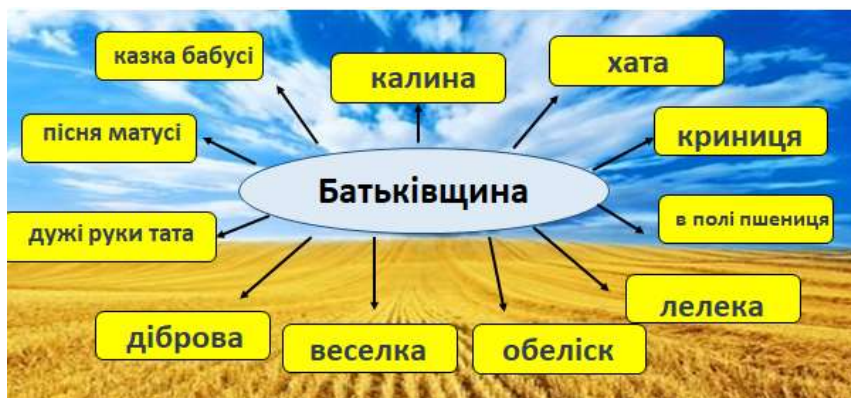 казка бабусі
калина
хата
пісня матусі
криниця
Батьківщина
дужі руки тата
в полі пшениця
лелека
діброва
веселка
обеліск